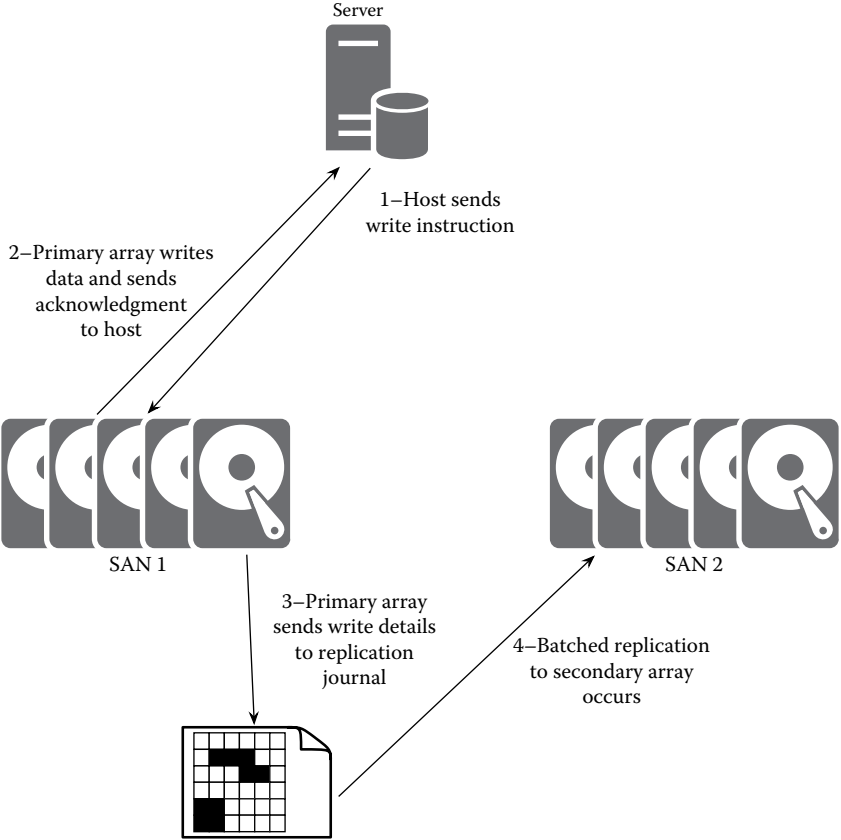 Server
1–Host sends
write instruction
2–Primary array writes
data and sends
acknowledgment
to host
SAN 1
SAN 2
3–Primary array
sends write details
to replication
journal
4–Batched replication
to secondary array
occurs